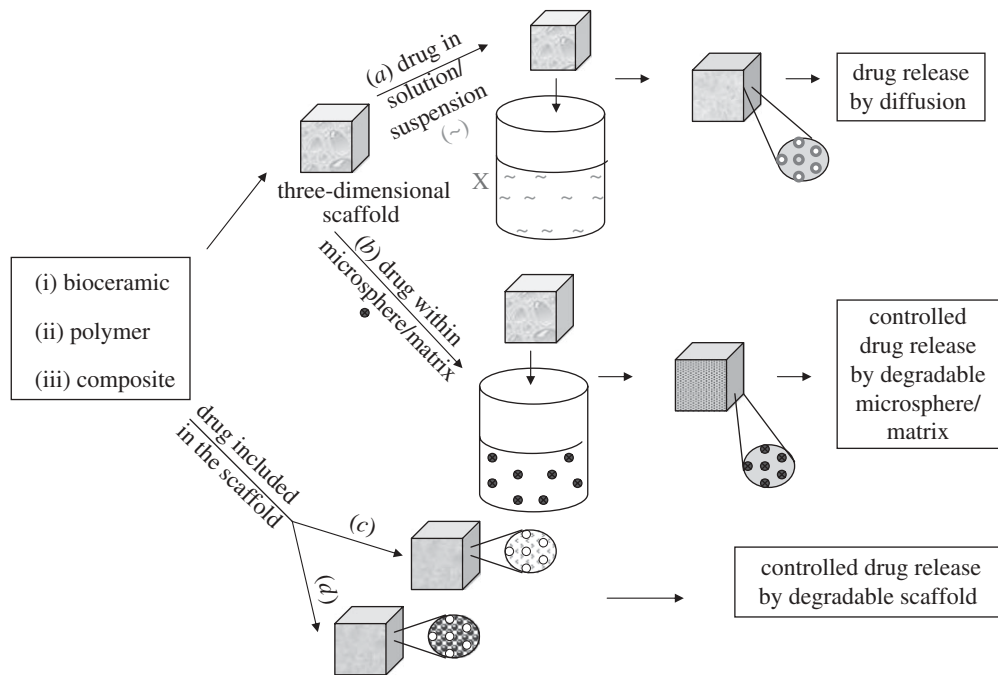 (a) drug in
solution/
suspension
(~)
drug release
by diffusion
three-dimensional
scaffold
X
~ ~ ~
~ ~ ~ ~
~ ~ ~
(b) drug within
microsphere/matrix
(i) bioceramic
(ii) polymer
(iii) composite
controlled
drug release
by degradable
microsphere/
matrix
drug included
in the scaffold
(c)
(d)
controlled drug release
by degradable scaffold